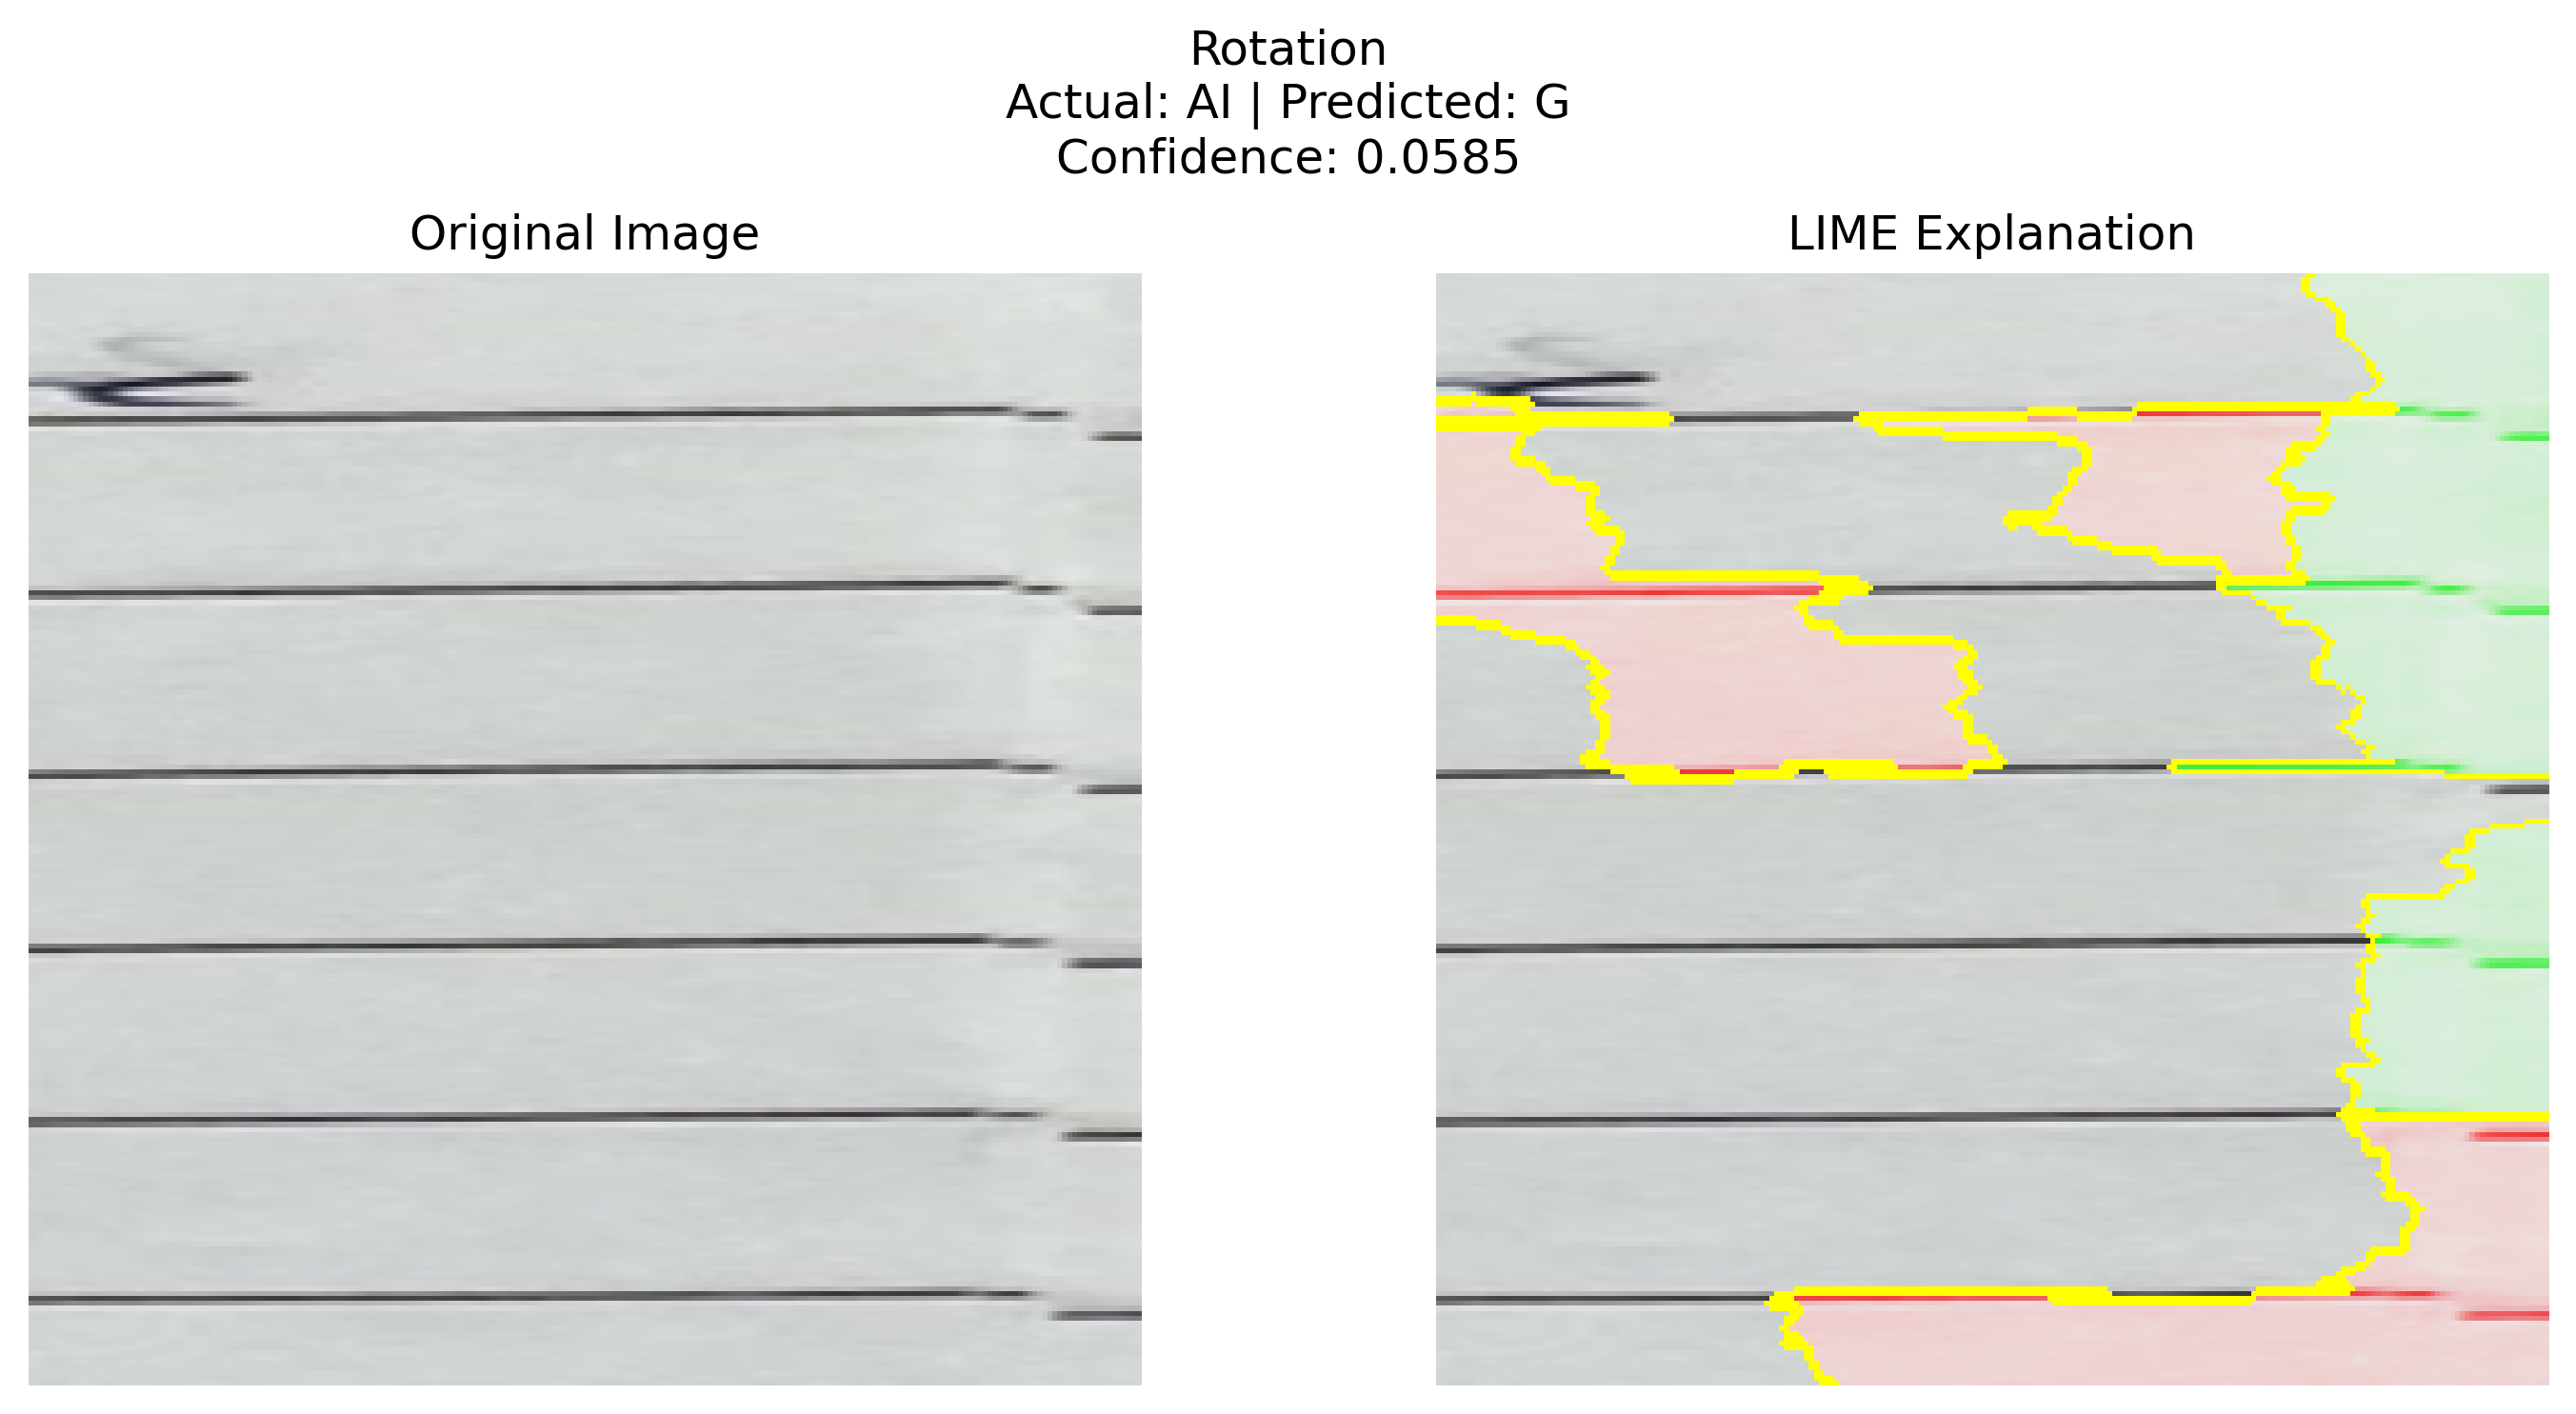 Rotation
Actual: AI | Predicted: G
Confidence: 0.0585
Original Image
LIME Explanation